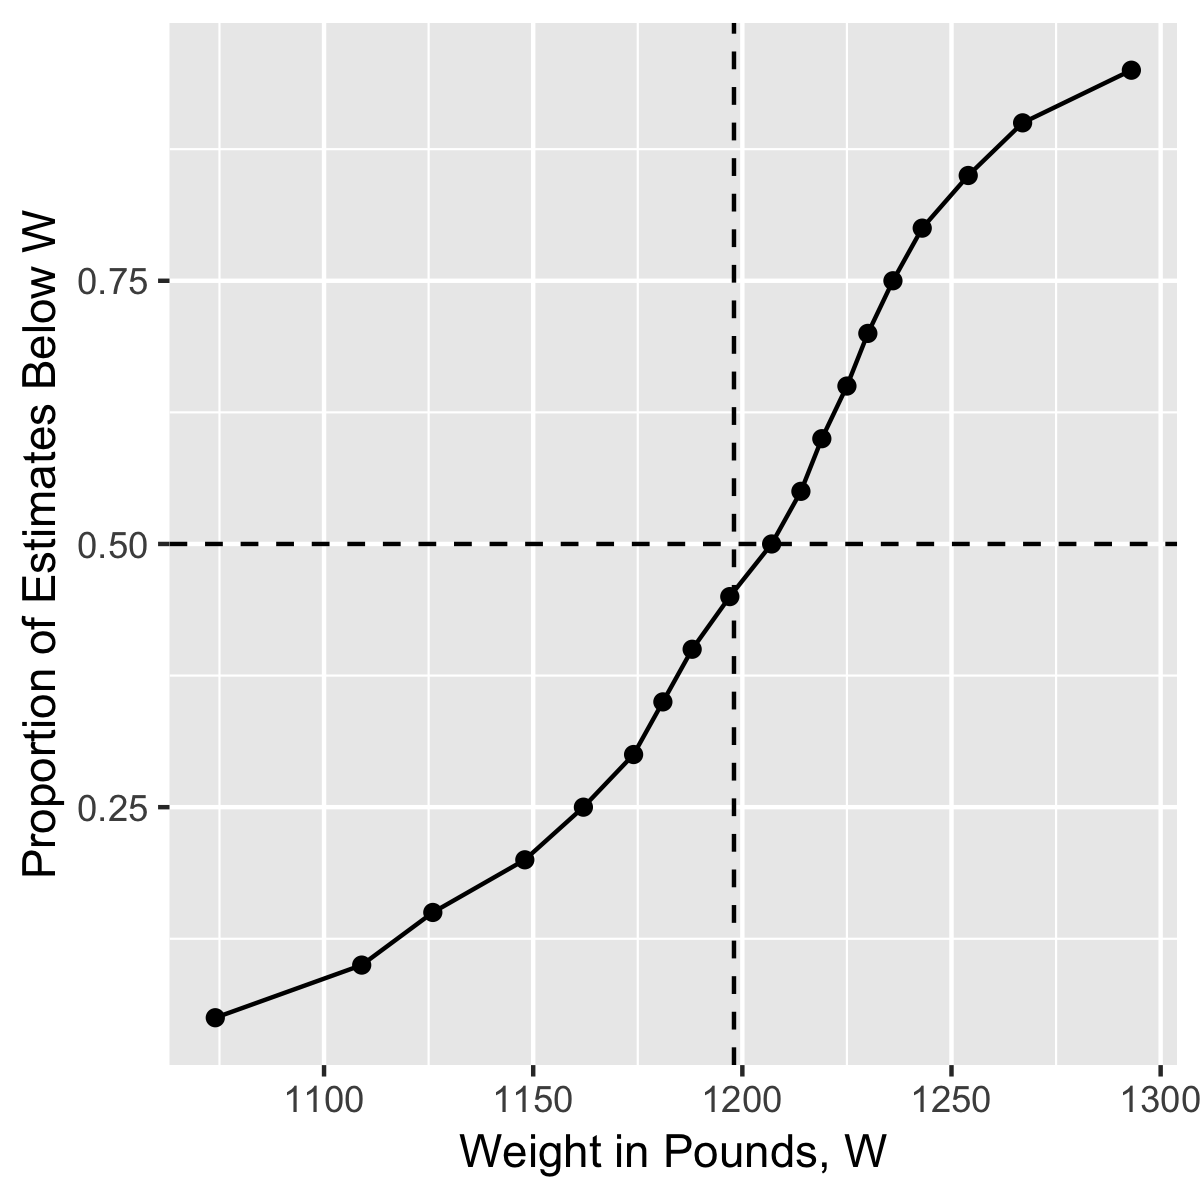 Proportion of Estimates Below W
0.75
0.50
0.25
1100 1150 1200 1250 1300
Weight in Pounds, W